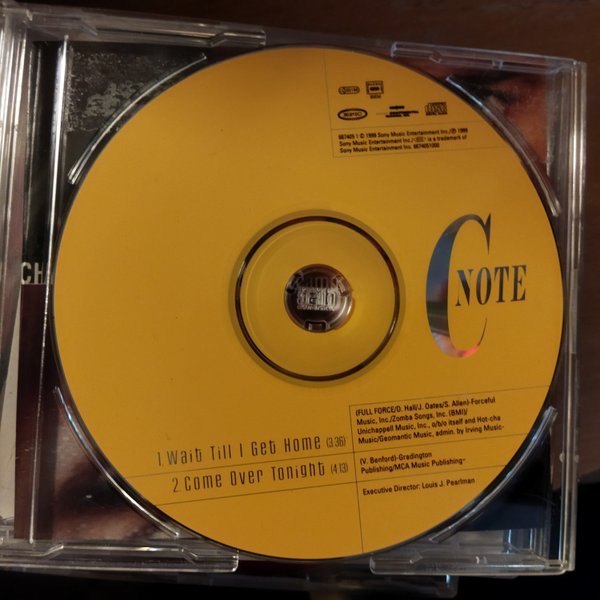 EPIC
667405 1 © 1999 Sony Music Entertainment Inc./℗ 1999
Sony Music Entertainment Inc./ is a trademark of
Sony Music Entertainment Inc. 6674051000
C NOTE
CH
(FULL FORCE/D. Hall/J. Oates/S. Allen)-Forceful
Music, Inc./Zomba Songs, Inc. (BMI)/
Unichappell Music, Inc., o/b/o itself and Hot-cha
Music/Geomantic Music, admin. by Irving Music-
1.Wait Till I Get Home (3:36)
2.Come Over Tonight (4:13)
(V. Benford)-Gradington
Publishing/MCA Music Publishing-
Executive Director: Louis J. Pearlman